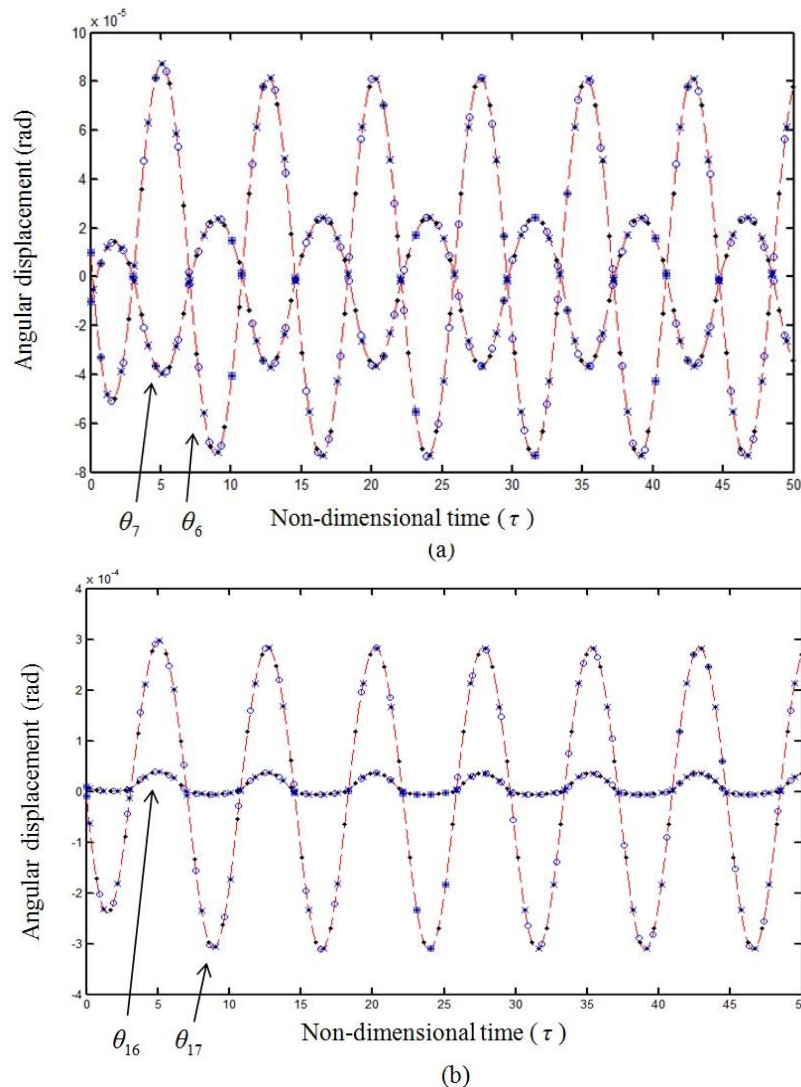 x 10⁻⁵
10
8
6
4
2
0
-2
-4
-6
-8
0 5 10 15 20 25 30 35 40 45 50
Angular displacement (rad)
θ₇ θ₆
Non-dimensional time (τ)
(a)
x 10⁻⁴
4
3
2
1
0
-1
-2
-3
-4
0 5 10 15 20 25 30 35 40 45 50
Angular displacement (rad)
θ₁₆ θ₁₇
Non-dimensional time (τ)
(b)